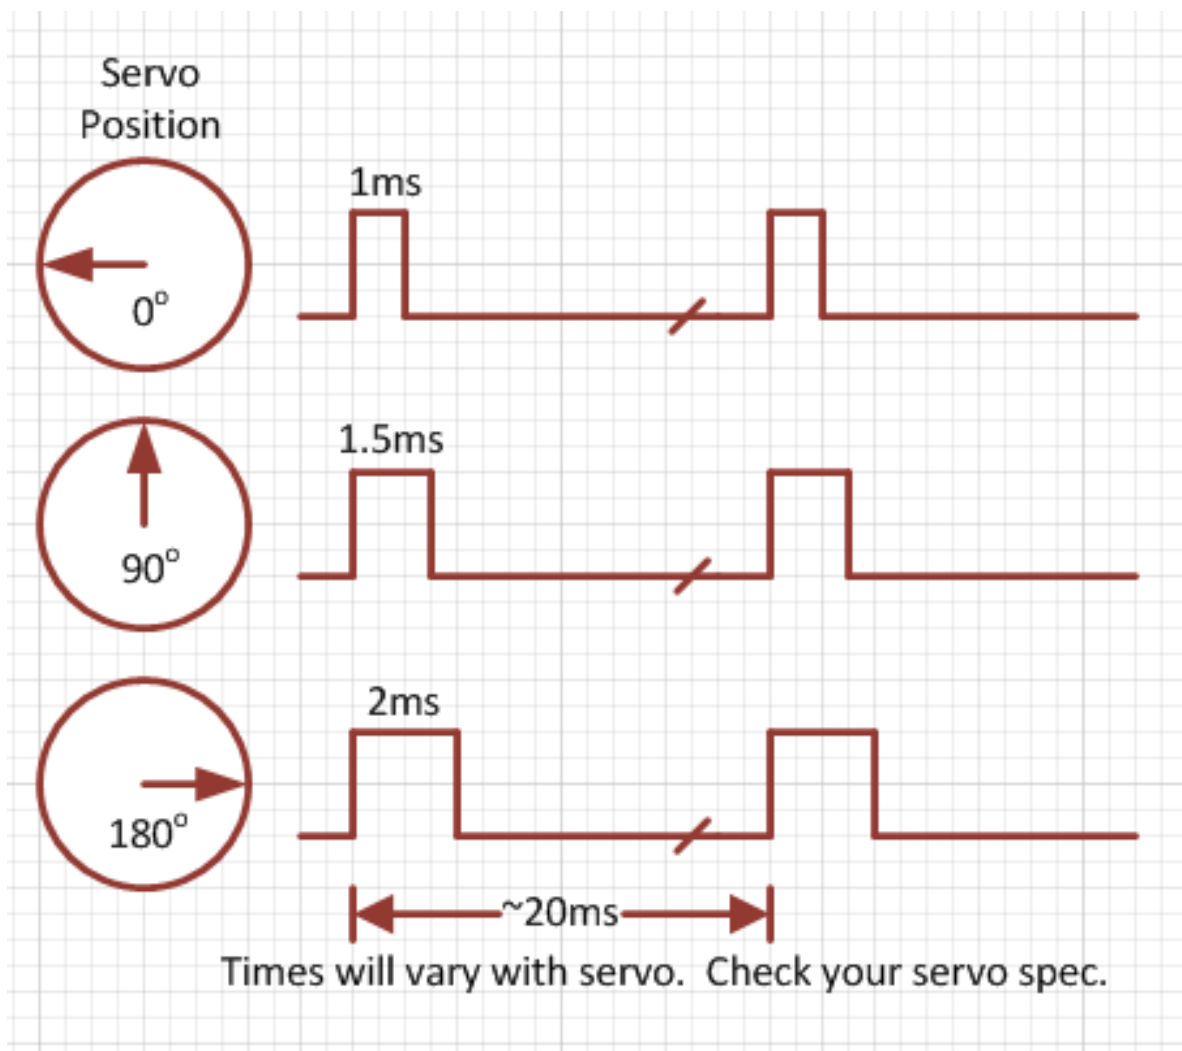 Servo
Position
1ms
0°
1.5ms
90°
2ms
180°
~20ms
Times will vary with servo.  Check your servo spec.